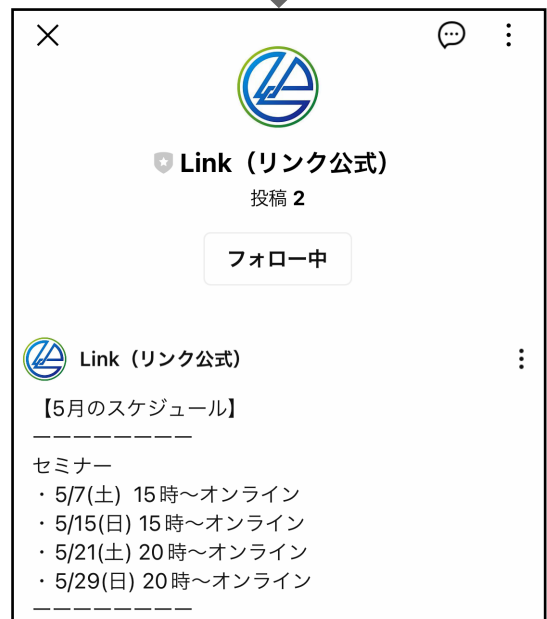 Link（リンク公式）
投稿 2
フォロー中
Link（リンク公式）
【5月のスケジュール】
ーーーーーーーー
セミナー
・5/7(土)  15時〜オンライン
・5/15(日) 15時〜オンライン
・5/21(土) 20時〜オンライン
・5/29(日) 20時〜オンライン
ーーーーーーーー